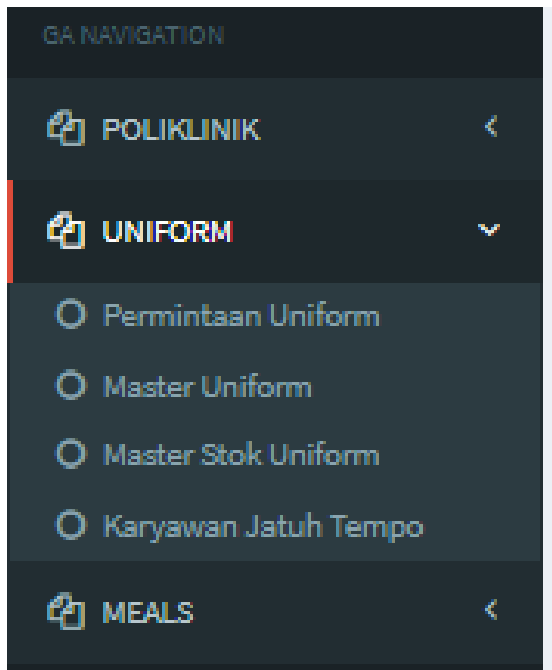 GA NAVIGATION
POLIKLINIK
UNIFORM
Permintaan Uniform
Master Uniform
Master Stok Uniform
Karyawan Jatuh Tempo
MEALS